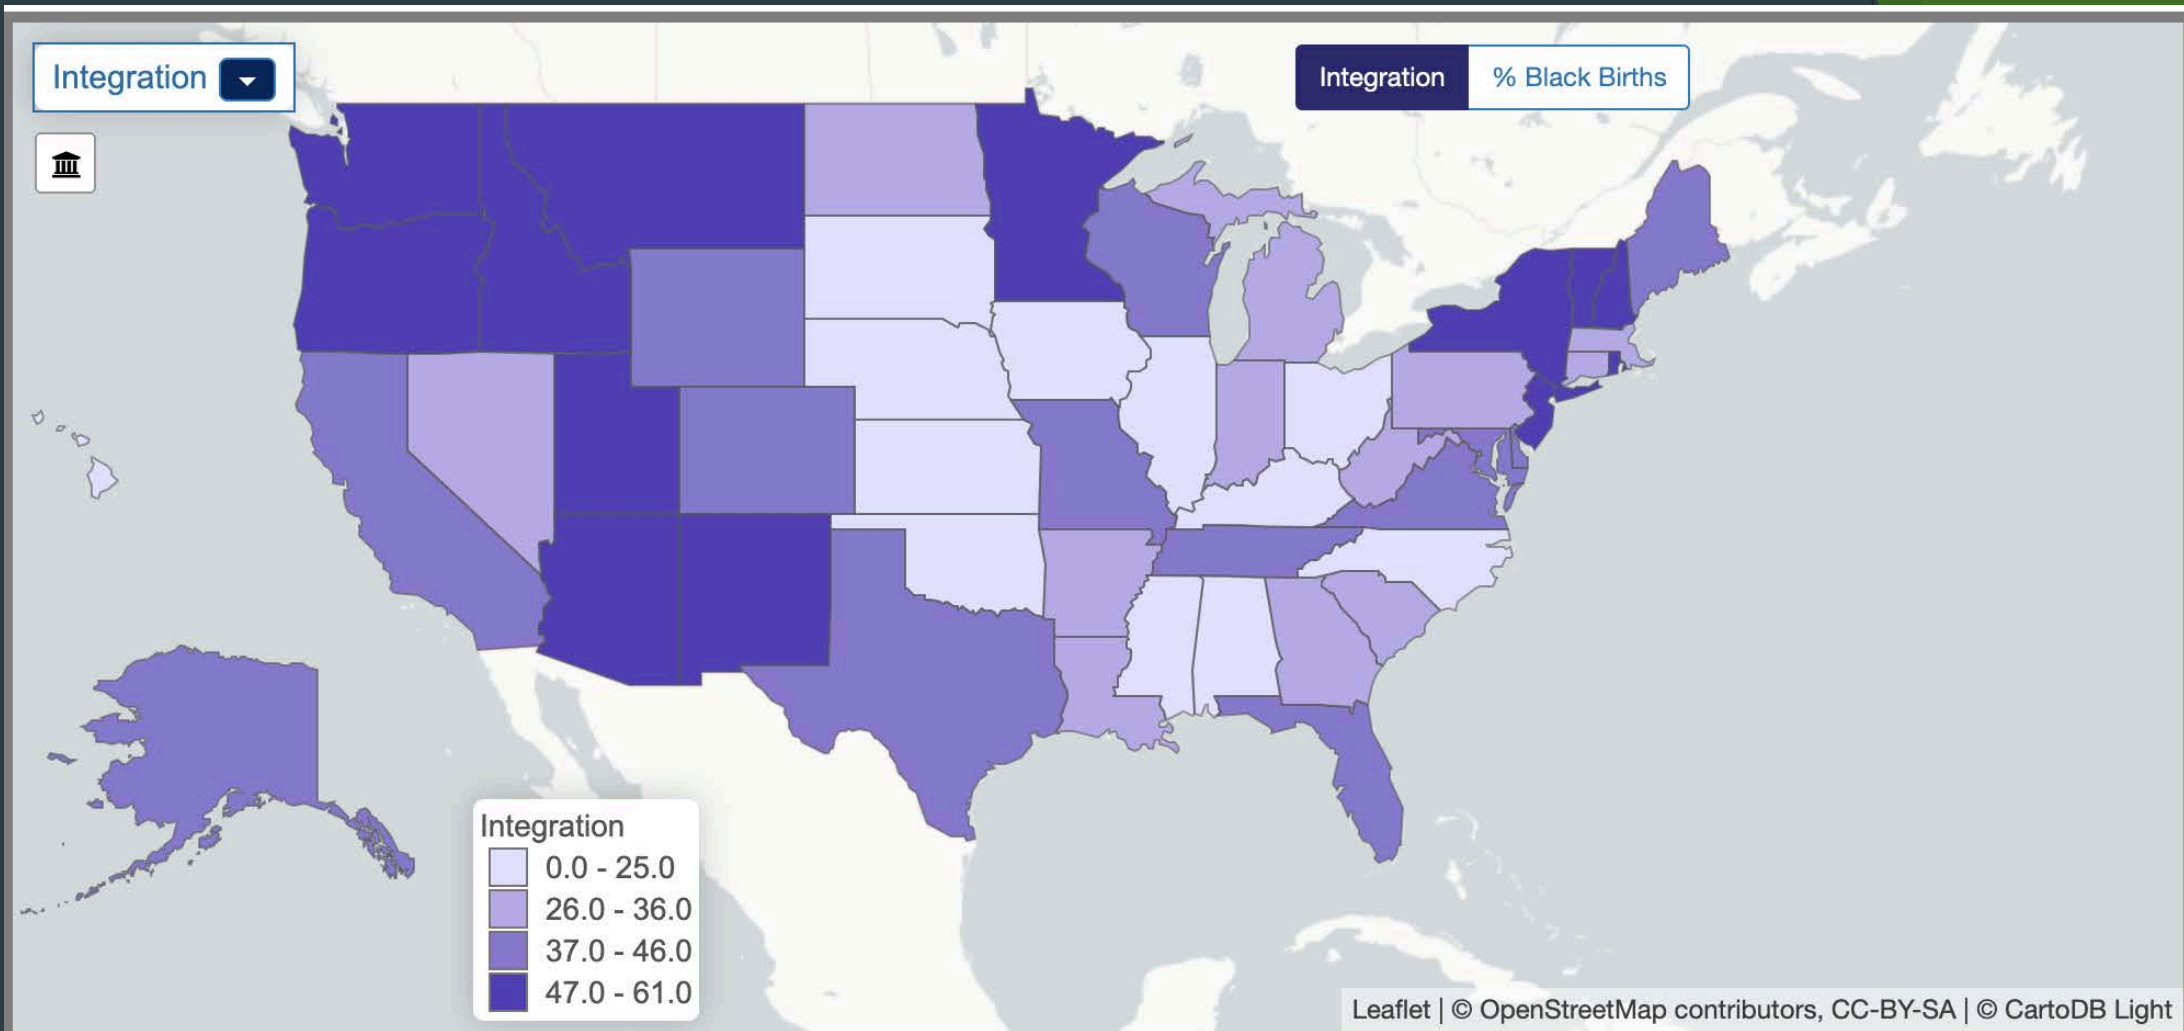 Integration
Integration
% Black Births
Integration
0.0 - 25.0
26.0 - 36.0
37.0 - 46.0
47.0 - 61.0
Leaflet | © OpenStreetMap contributors, CC-BY-SA | © CartoDB Light